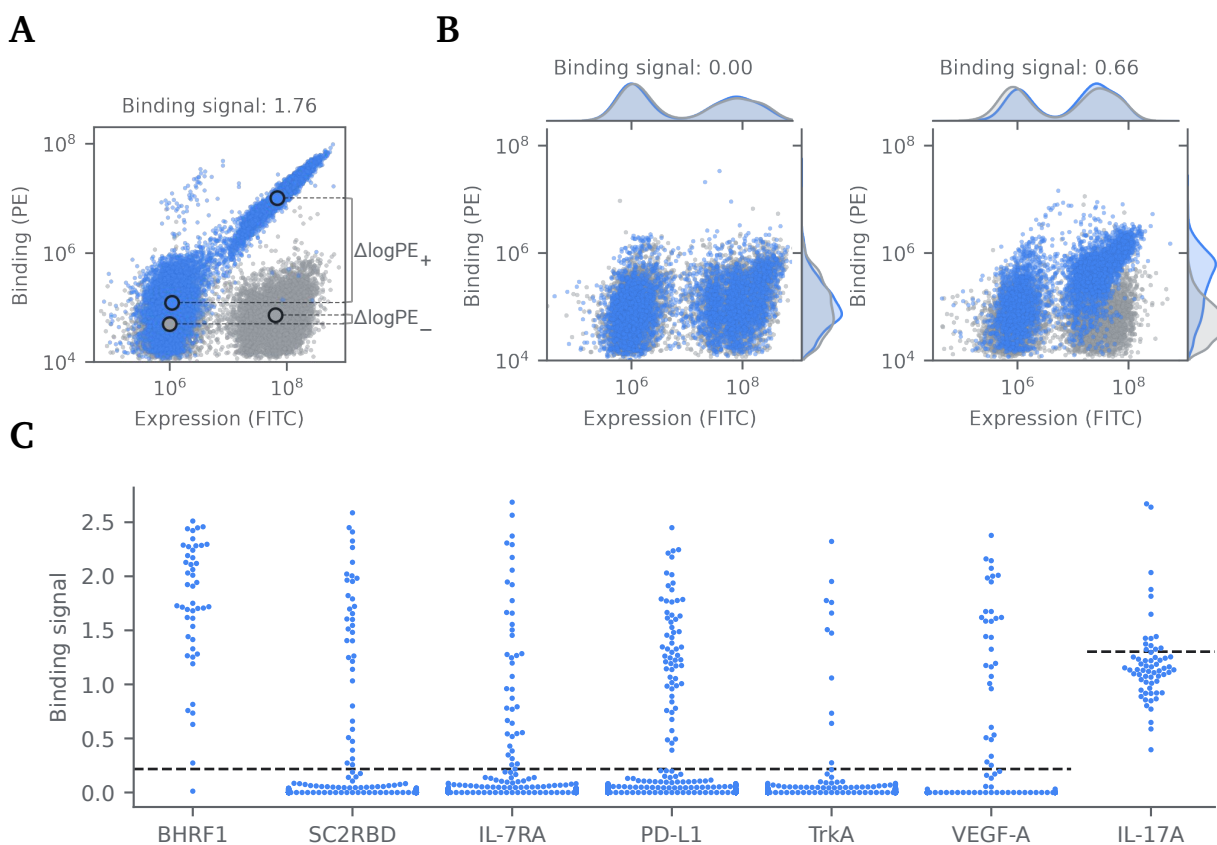 A
B
Binding signal: 1.76
Binding signal: 0.00
Binding signal: 0.66
10⁸
10⁶
10⁴
Binding (PE)
ΔlogPE₊
ΔlogPE₋
10⁶
10⁸
Expression (FITC)
10⁸
10⁶
10⁴
Binding (PE)
10⁶
10⁸
Expression (FITC)
10⁸
10⁶
10⁴
Binding (PE)
10⁶
10⁸
Expression (FITC)
C
Binding signal
2.5
2.0
1.5
1.0
0.5
0.0
BHRF1
SC2RBD
IL-7RA
PD-L1
TrkA
VEGF-A
IL-17A